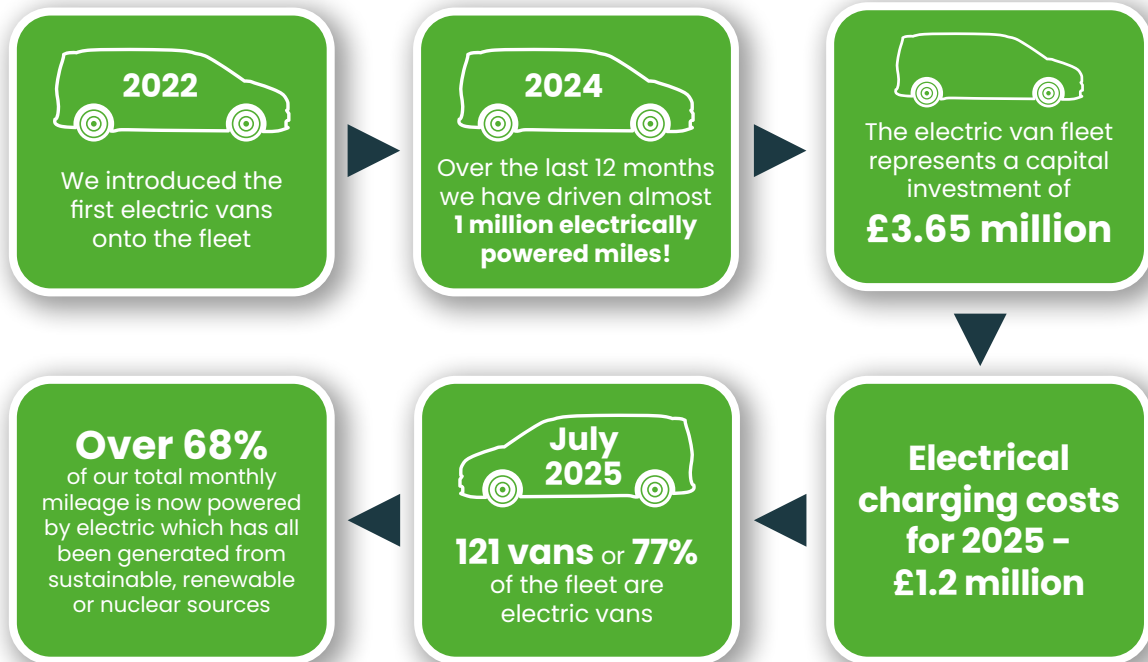 2022
We introduced the
first electric vans
onto the fleet
2024
Over the last 12 months
we have driven almost
1 million electrically
powered miles!
The electric van fleet
represents a capital
investment of
£3.65 million
Electrical
charging costs
for 2025 -
£1.2 million
July
2025
121 vans or 77%
of the fleet are
electric vans
Over 68%
of our total monthly
mileage is now powered
by electric which has all
been generated from
sustainable, renewable
or nuclear sources